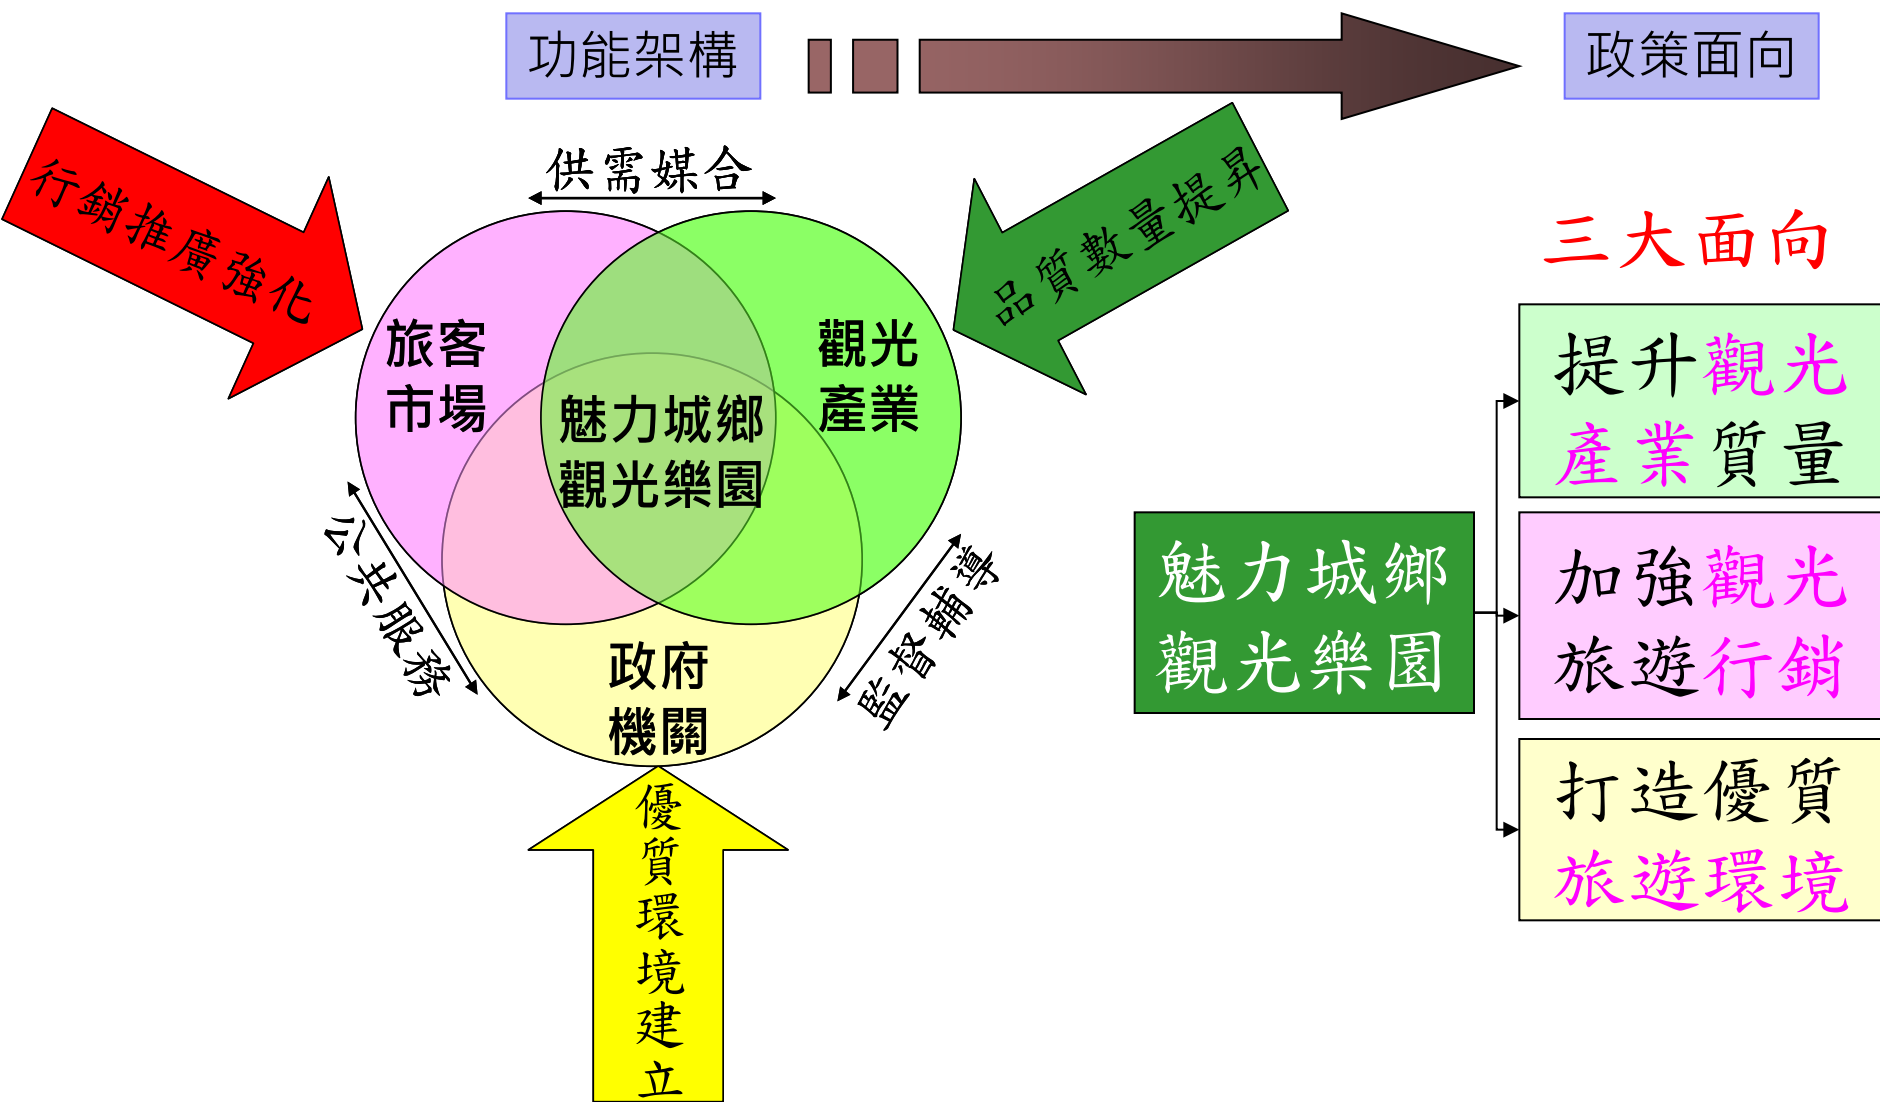 功能架構
政策面向
行銷推廣強化
供需媒合
品質數量提昇
旅客
市場
觀光
產業
魅力城鄉
觀光樂園
公共服務
監督輔導
政府
機關
優質環境建立
三大面向
魅力城鄉
觀光樂園
提升觀光
產業質量
加強觀光
旅遊行銷
打造優質
旅遊環境